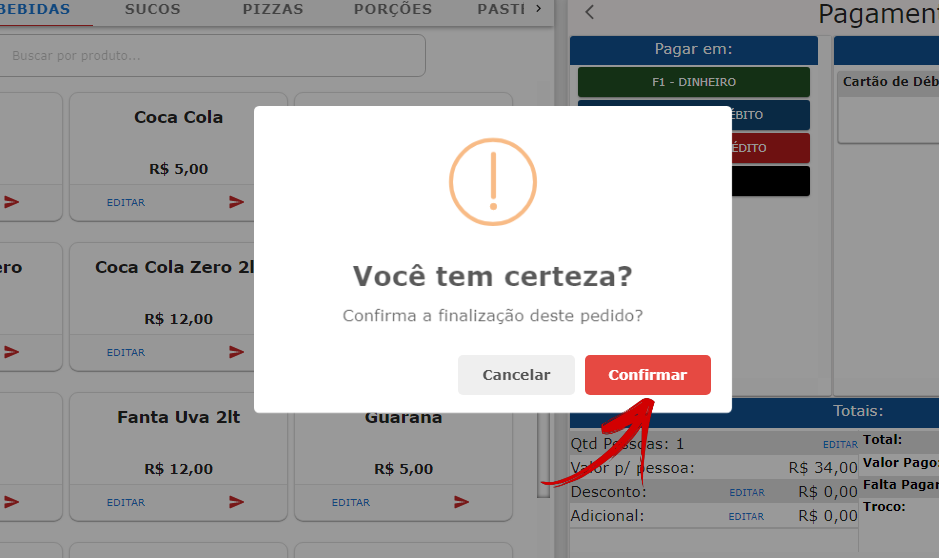 BEBIDAS SUCOS PIZZAS PORÇÕES PASTI
Buscar por produto...
Coca Cola
R$ 5,00
EDITAR
ero
Coca Cola Zero 2l
R$ 12,00
EDITAR
Fanta Uva 2lt
R$ 12,00
EDITAR
Guaraná
R$ 5,00
EDITAR
Você tem certeza?
Confirma a finalização deste pedido?
Cancelar
Confirmar
Pagament
Pagar em:
F1 - DINHEIRO
ÉBITO
ÉDITO
Cartão de Déb
Totais:
Qtd Pessoas: 1 EDITAR
Valor p/ pessoa: R$ 34,00
Desconto: EDITAR R$ 0,00
Adicional: EDITAR R$ 0,00
Total:
Valor Pago:
Falta Pagar
Troco: